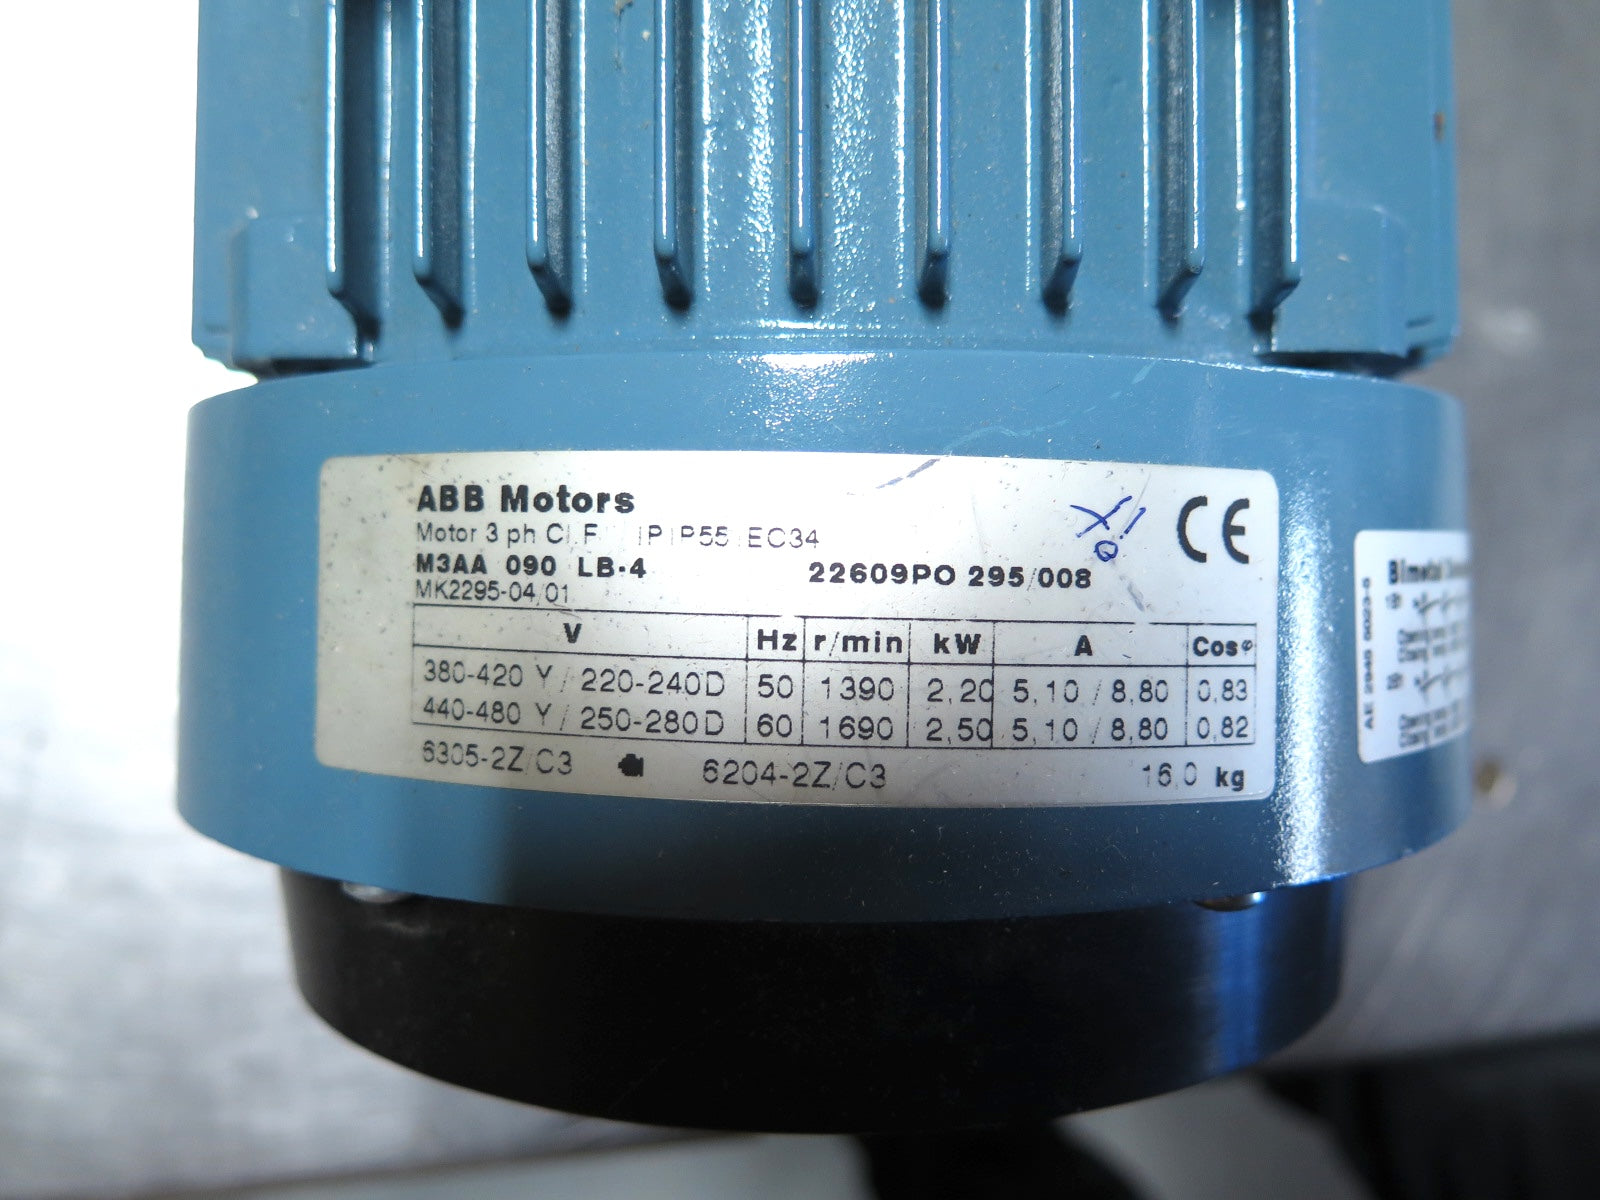 ABB Motors
CE
Motor 3 ph Cl. F IP IP55 IEC34
M3AA 090 LB-4 22609PO 295/008
MK2295-04/01
V Hz r/min kW A Cosφ
380-420 Y / 220-240D 50 1390 2,20 5,10 / 8,80 0,83
440-480 Y / 250-280D 60 1690 2,50 5,10 / 8,80 0,82
6305-2Z/C3 6204-2Z/C3 16,0 kg